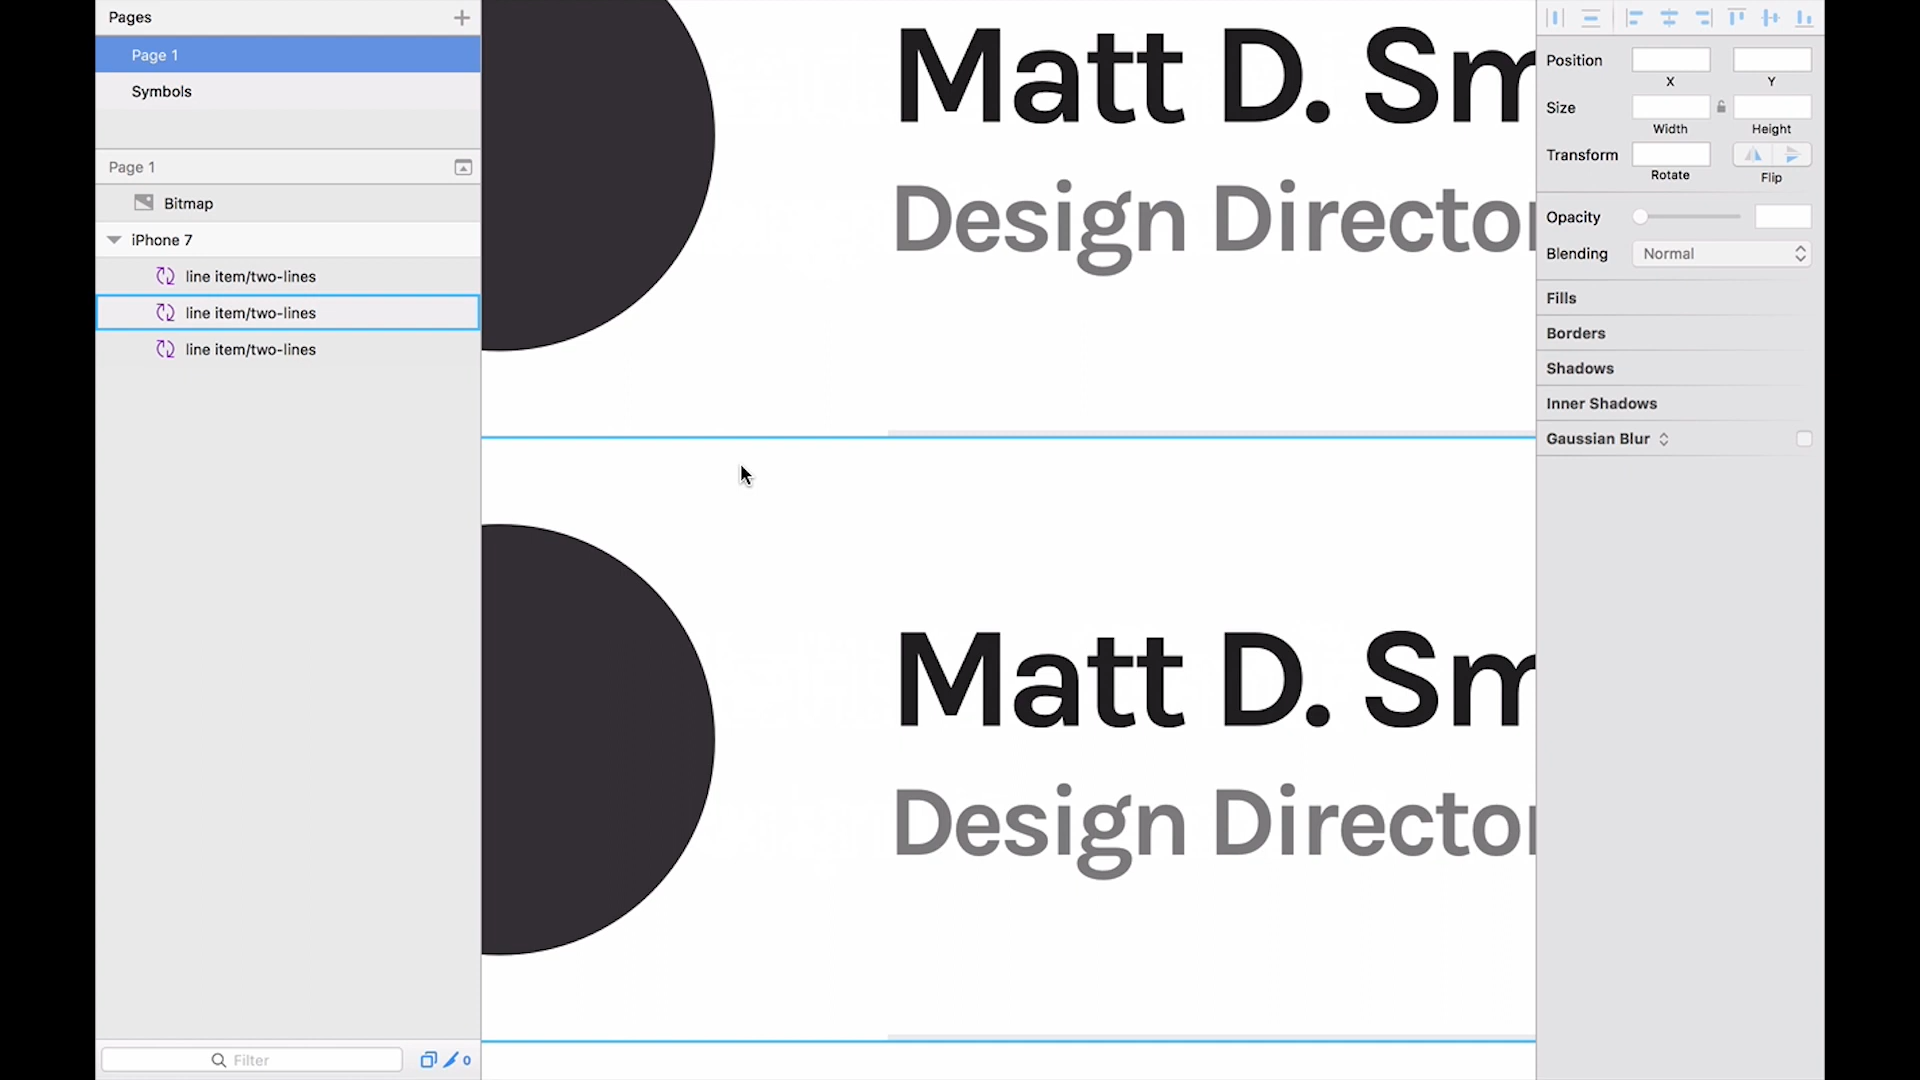 Pages
Page 1
Symbols
Page 1
Bitmap
iPhone 7
line item/two-lines
line item/two-lines
line item/two-lines
Filter
0
Matt D. Sm
Design Director
Matt D. Sm
Design Director
Position
X
Y
Size
Width
Height
Transform
Rotate
Flip
Opacity
Blending
Normal
Fills
Borders
Shadows
Inner Shadows
Gaussian Blur